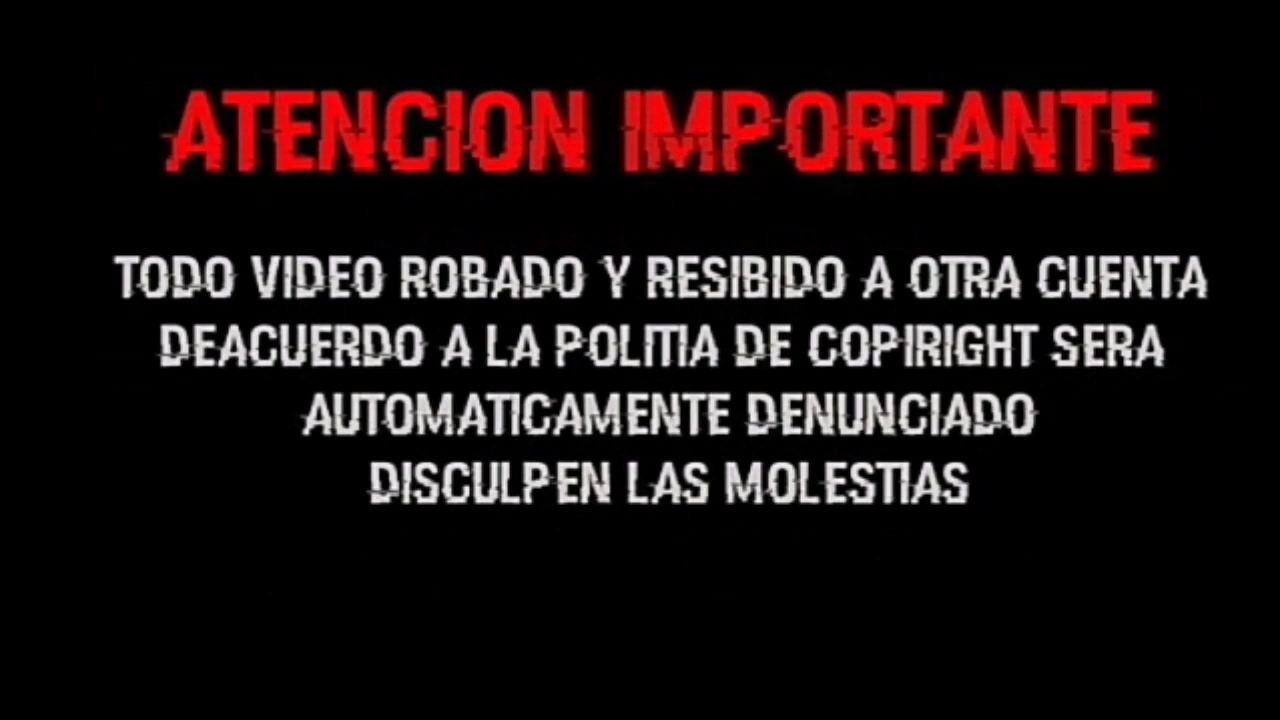 ATENCION IMPORTANTE
TODO VIDEO ROBADO Y RESIBIDO A OTRA CUENTA
DEACUERDO A LA POLITIA DE COPIRIGHT SERA
AUTOMATICAMENTE DENUNCIADO
DISCULPEN LAS MOLESTIAS